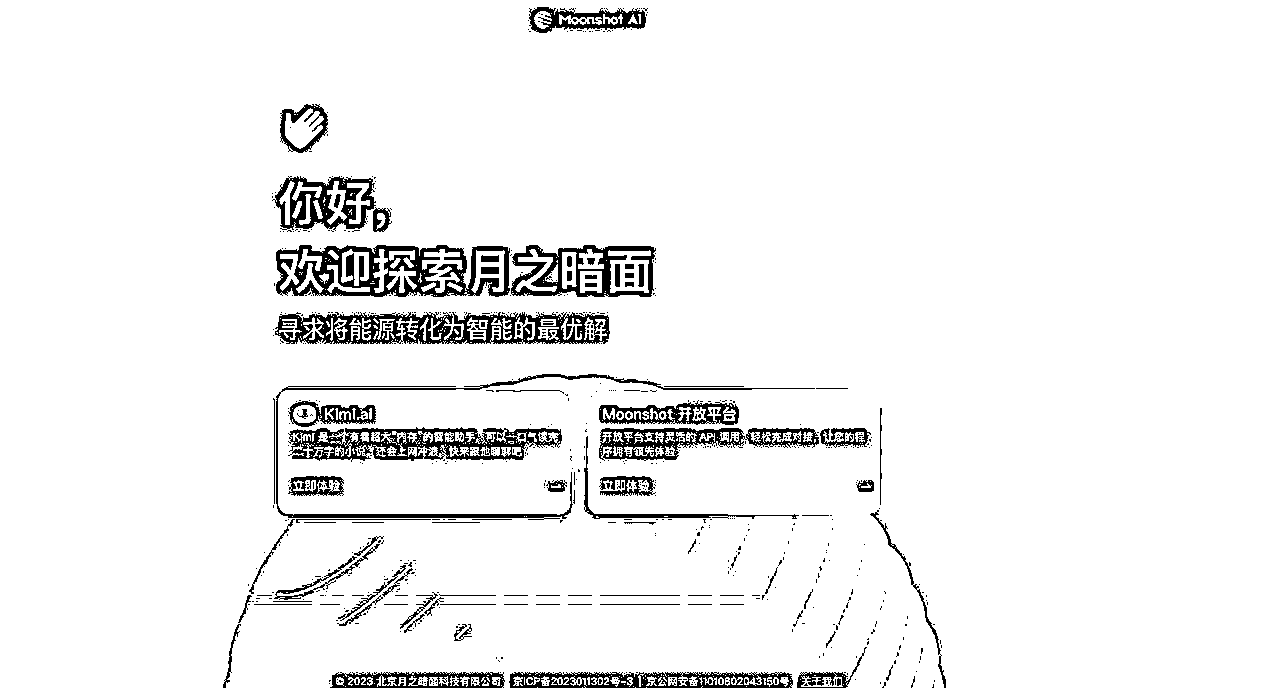 Moonshot AI
你好,
欢迎探索月之暗面
寻求将能源转化为智能的最优解
Kimi.ai
Kimi 是一个有着超大“内存”的智能助手，可以一口气读完
二十万字的小说，还会上网冲浪，快来跟他聊聊吧
立即体验
Moonshot 开放平台
开放平台支持灵活的 API 调用，轻松完成对接，让您的程
序拥有领先体验
立即体验
© 2023 北京月之暗面科技有限公司 京ICP备2023011302号-3 | 京公网安备11010802043150号 关于我们